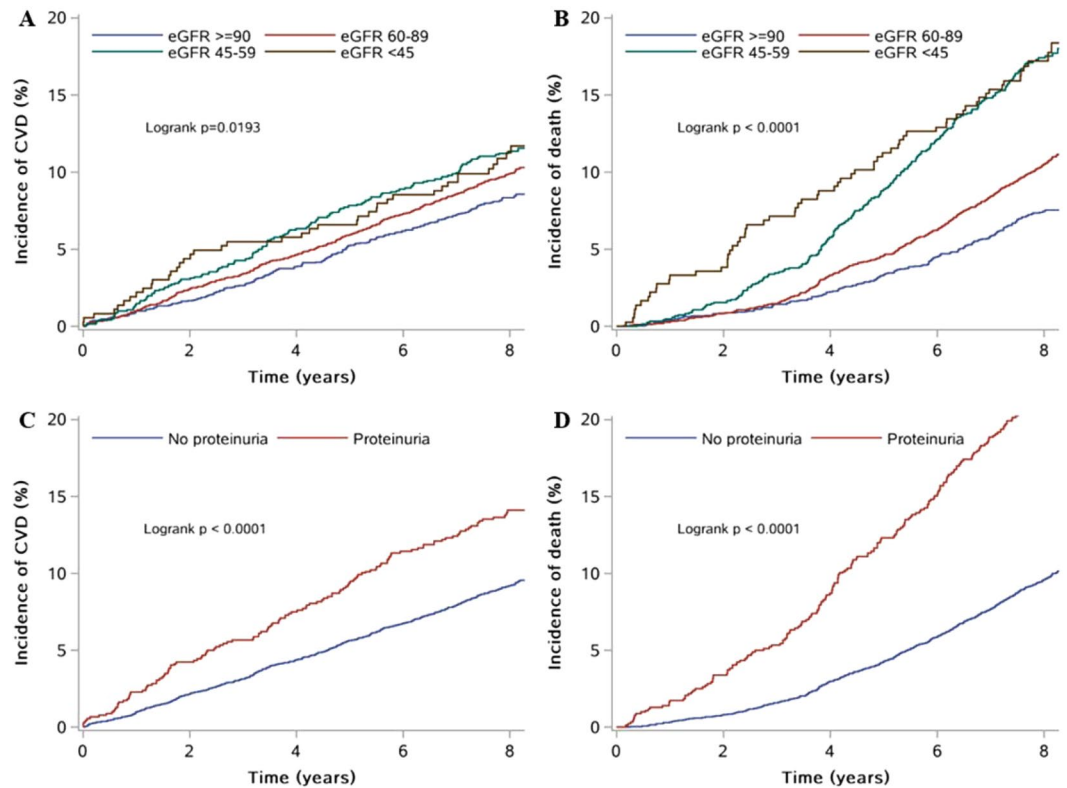 A
20
15
10
5
0
Incidence of CVD (%)
eGFR >=90 eGFR 60-89
eGFR 45-59 eGFR <45
Logrank p=0.0193
0 2 4 6 8
Time (years)
B
20
15
10
5
0
Incidence of death (%)
eGFR >=90 eGFR 60-89
eGFR 45-59 eGFR <45
Logrank p < 0.0001
0 2 4 6 8
Time (years)
C
20
15
10
5
0
Incidence of CVD (%)
No proteinuria Proteinuria
Logrank p < 0.0001
0 2 4 6 8
Time (years)
D
20
15
10
5
0
Incidence of death (%)
No proteinuria Proteinuria
Logrank p < 0.0001
0 2 4 6 8
Time (years)